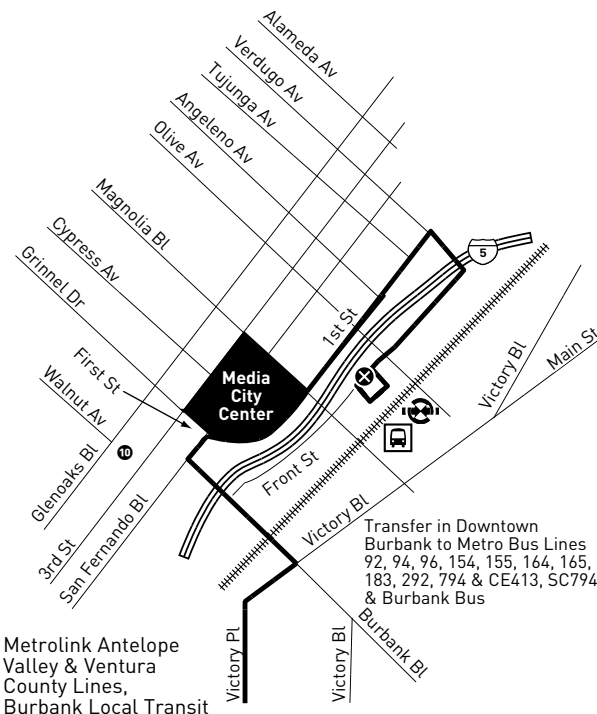 Alameda Av
Verdugo Av
Tujunga Av
Angeleno Av
Olive Av
Magnolia Bl
Cypress Av
Grinnel Dr
5
1st St
First St
Walnut Av
Media
City
Center
Victory Bl
Main St
10
Glenoaks Bl
Front St
3rd St
San Fernando Bl
Victory Bl
Transfer in Downtown
Burbank to Metro Bus Lines
92, 94, 96, 154, 155, 164, 165,
183, 292, 794 & CE413, SC794
& Burbank Bus
Burbank Bl
Victory Pl
Victory Bl
Metrolink Antelope
Valley & Ventura
County Lines,
Burbank Local Transit